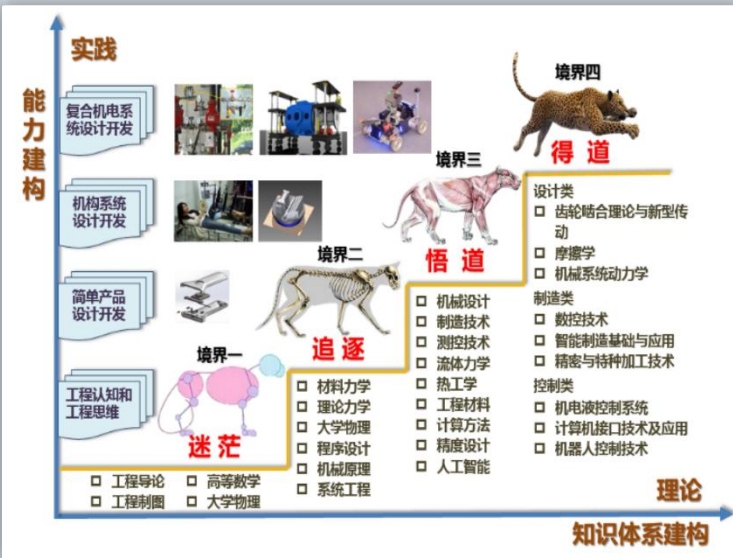 实践
能力建构
复合机电系
统设计开发
机构系统
设计开发
简单产品
设计开发
工程认知和
工程思维
境界一
迷茫
境界二
追逐
境界三
悟道
境界四
得道
□ 工程导论
□ 工程制图
□ 高等数学
□ 大学物理
□ 材料力学
□ 理论力学
□ 大学物理
□ 程序设计
□ 机械原理
□ 系统工程
□ 机械设计
□ 制造技术
□ 测控技术
□ 流体力学
□ 热工学
□ 工程材料
□ 计算方法
□ 精度设计
□ 人工智能
设计类
□ 齿轮啮合理论与新型传
动
□ 摩擦学
□ 机械系统动力学
制造类
□ 数控技术
□ 智能制造基础与应用
□ 精密与特种加工技术
控制类
□ 机电液控制系统
□ 计算机接口技术及应用
□ 机器人控制技术
理论
知识体系建构